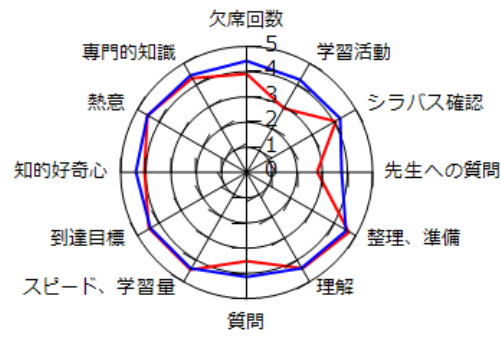 欠席回数
専門的知識
学習活動
熱意
シラバス確認
知的好奇心
先生への質問
到達目標
整理、準備
スピード、学習量
理解
質問
5
4
3
2
1
0